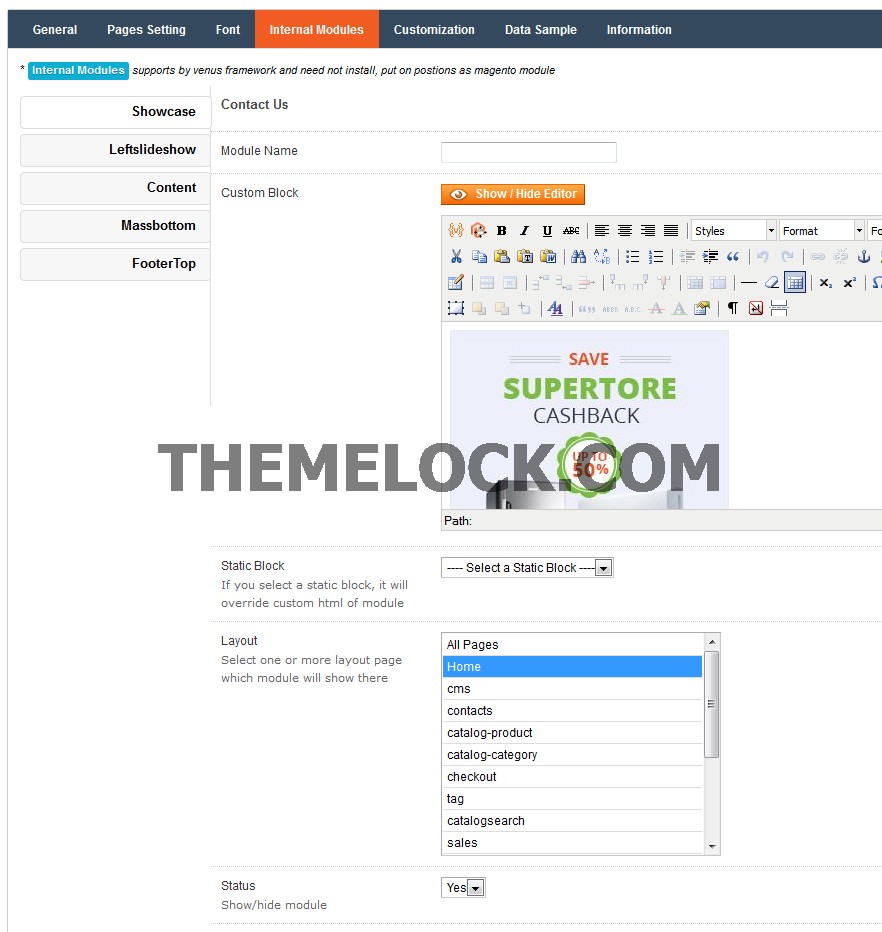 General Pages Setting Font Internal Modules Customization Data Sample Information
* Internal Modules supports by venus framework and need not install, put on postions as magento module
Showcase
Leftslideshow
Content
Massbottom
FooterTop
Contact Us
Module Name
Custom Block
Show / Hide Editor
B I U ABC Styles Format Fo
Path:
SAVE
SUPERTORE
CASHBACK
UP TO
50%
THEMELOCK.COM
Static Block
If you select a static block, it will
override custom html of module
---- Select a Static Block ----
Layout
Select one or more layout page
which module will show there
All Pages
Home
cms
contacts
catalog-product
catalog-category
checkout
tag
catalogsearch
sales
Status
Show/hide module
Yes